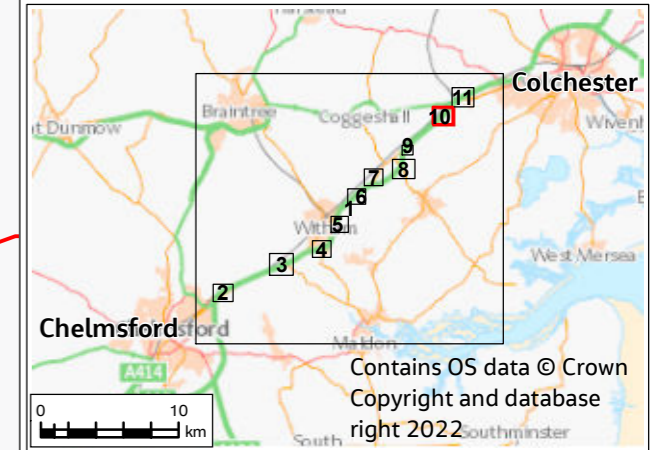 Colchester
11
Braintree
Coggeshall
10
t Dunmow
Wivenh
9
8
7
6
1
5
4
West Mersea
3
2
Chelmsford
Maldon
A414
Contains OS data © Crown
Copyright and database
right 2022
0 10
km
South
Southminster